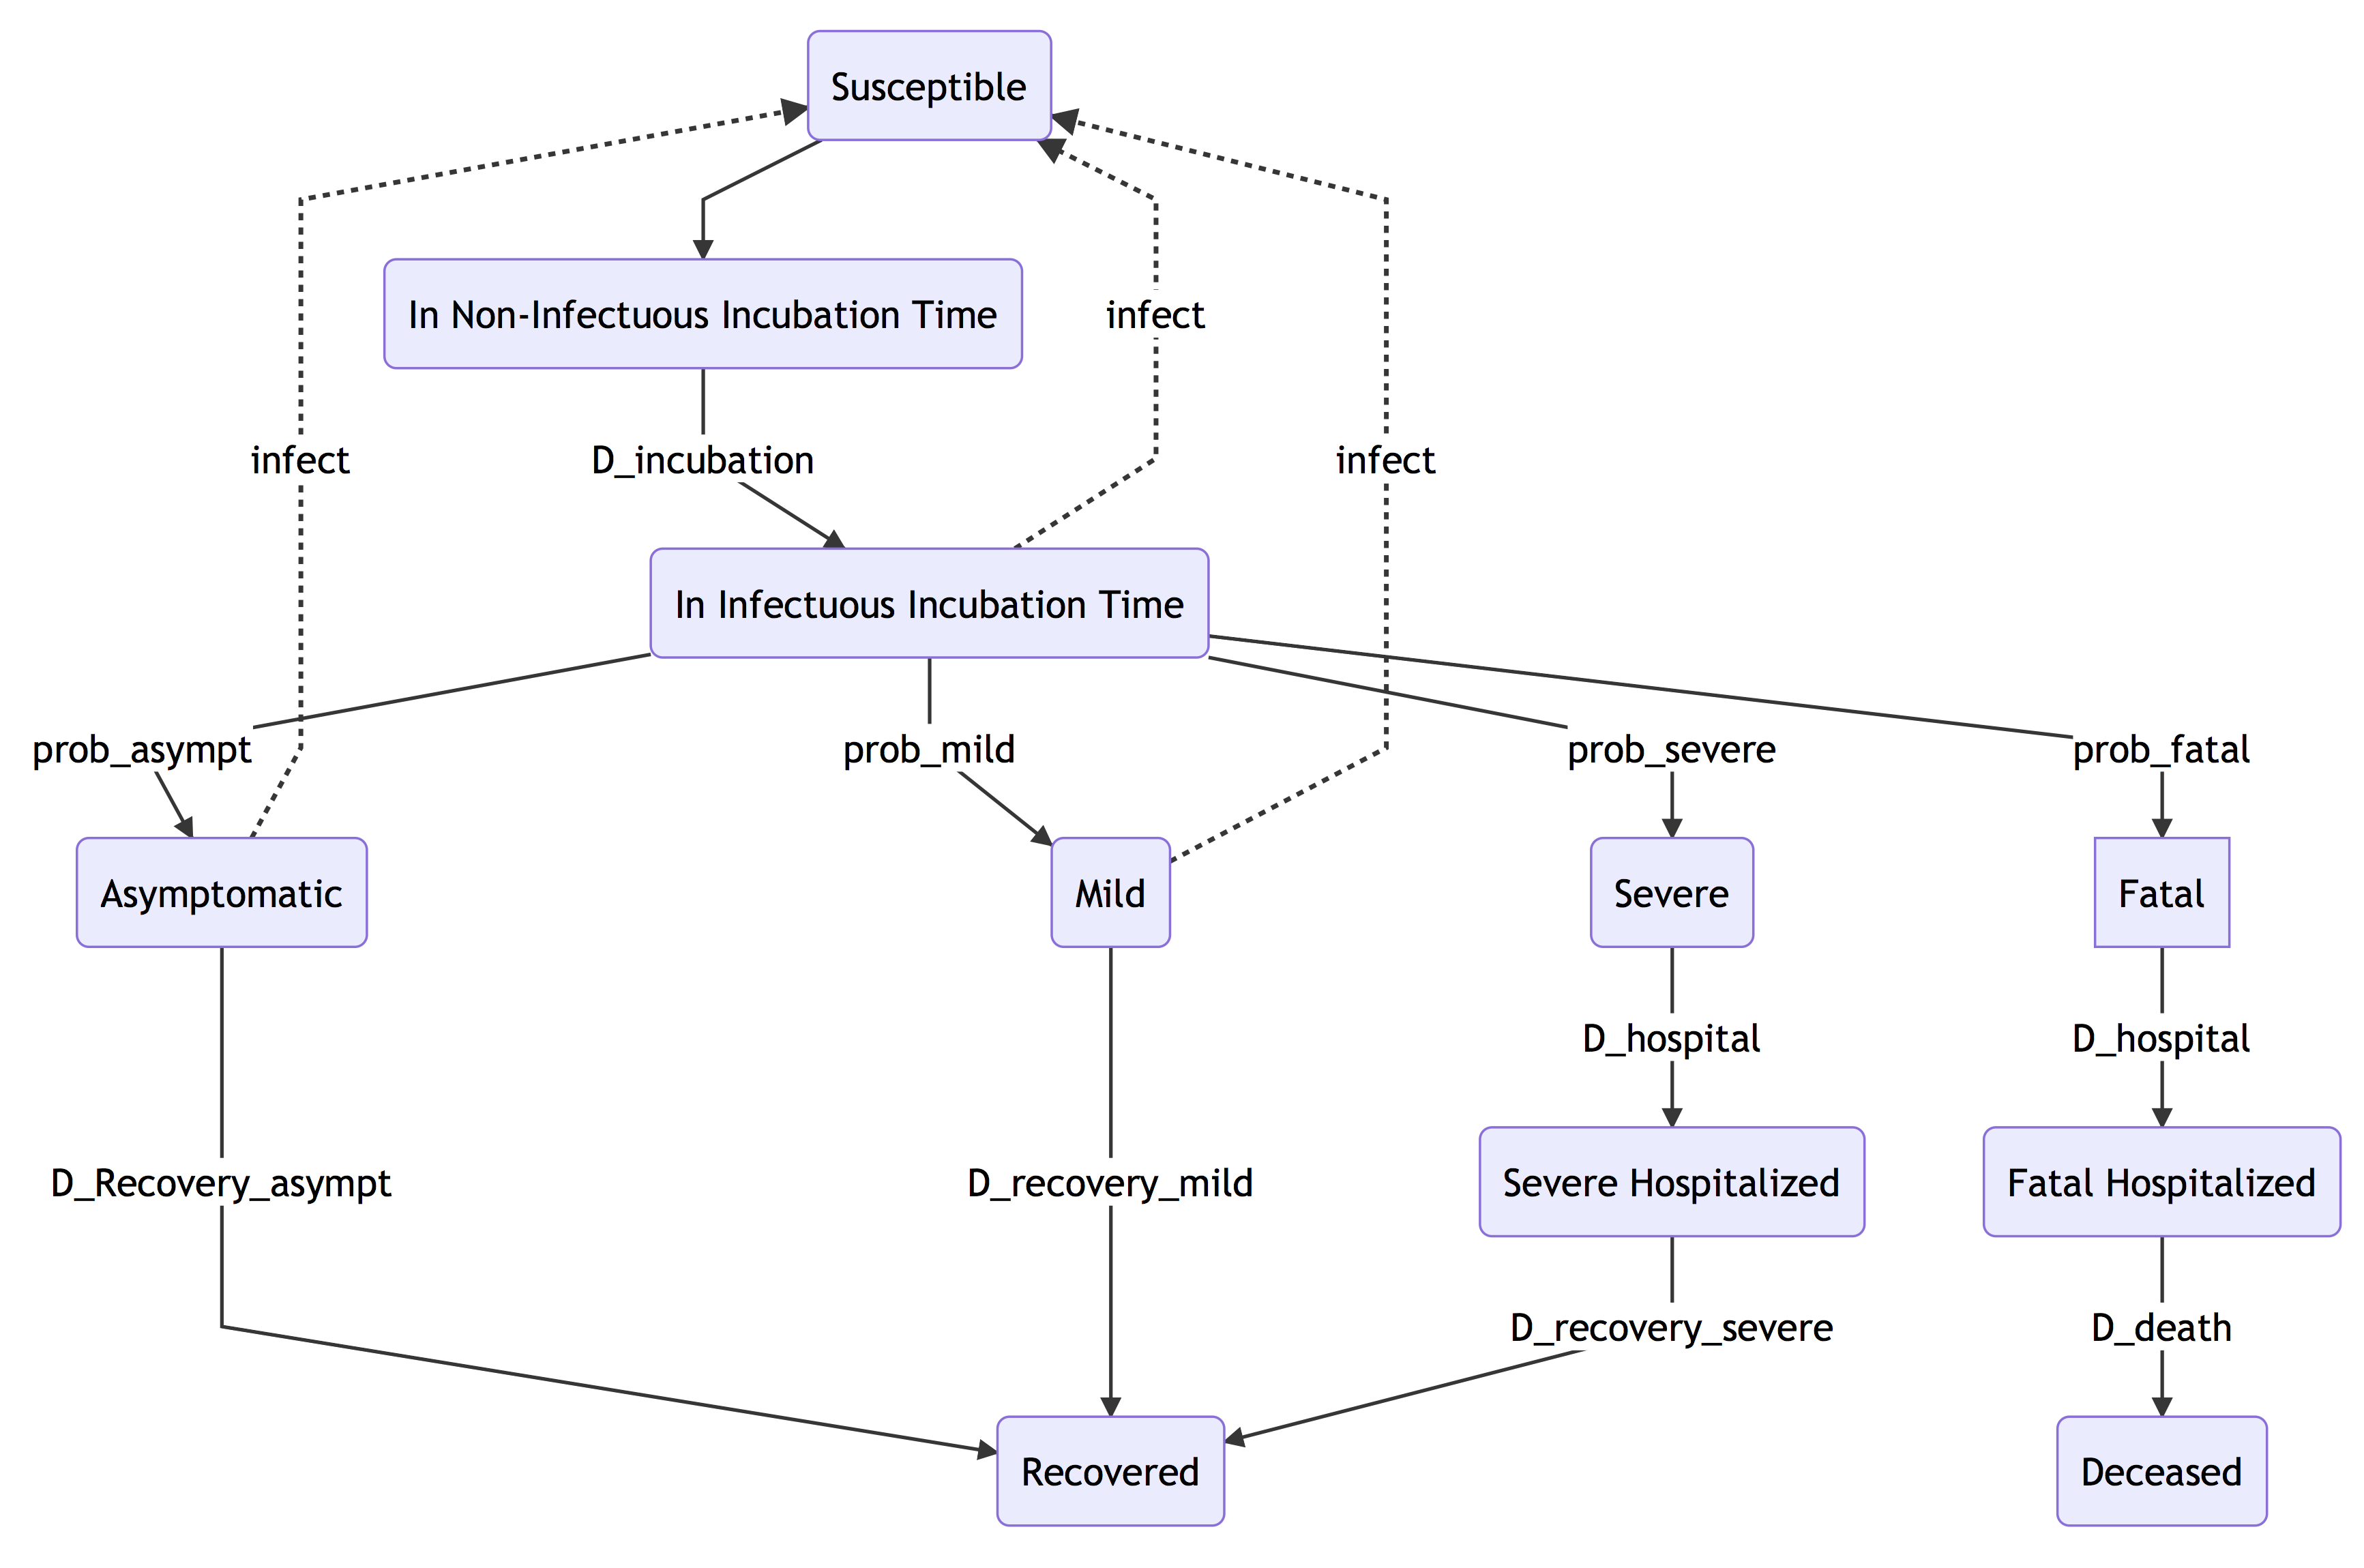 Susceptible
In Non-Infectuous Incubation Time
infect
infect
D_incubation
infect
In Infectuous Incubation Time
prob_asympt
prob_mild
prob_severe
prob_fatal
Asymptomatic
Mild
Severe
Fatal
D_hospital
D_hospital
D_Recovery_asympt
D_recovery_mild
Severe Hospitalized
Fatal Hospitalized
D_recovery_severe
D_death
Recovered
Deceased